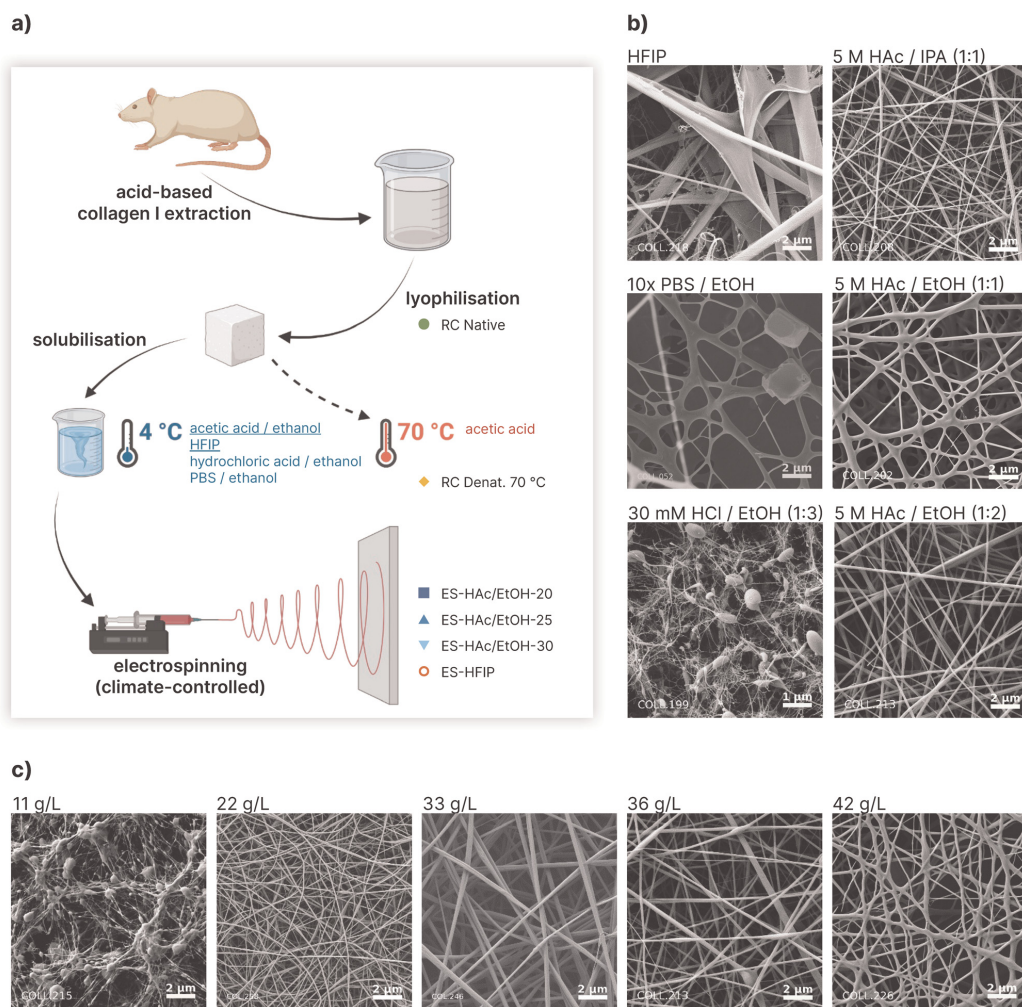 a)
acid-based
collagen I extraction
lyophilisation
RC Native
solubilisation
4 °C
acetic acid / ethanol
HFIP
hydrochloric acid / ethanol
PBS / ethanol
70 °C
acetic acid
RC Denat. 70 °C
ES-HAc/EtOH-20
ES-HAc/EtOH-25
ES-HAc/EtOH-30
ES-HFIP
electrospinning
(climate-controlled)
b)
HFIP
COLL.218
2 µm
5 M HAc / IPA (1:1)
COLL.208
2 µm
10x PBS / EtOH
2 µm
5 M HAc / EtOH (1:1)
COLL.202
2 µm
30 mM HCl / EtOH (1:3)
COLL.199
1 µm
5 M HAc / EtOH (1:2)
COLL.213
2 µm
c)
11 g/L
COLL.215
2 µm
22 g/L
2 µm
33 g/L
COLL.246
2 µm
36 g/L
COLL.213
2 µm
42 g/L
COLL.226
2 µm